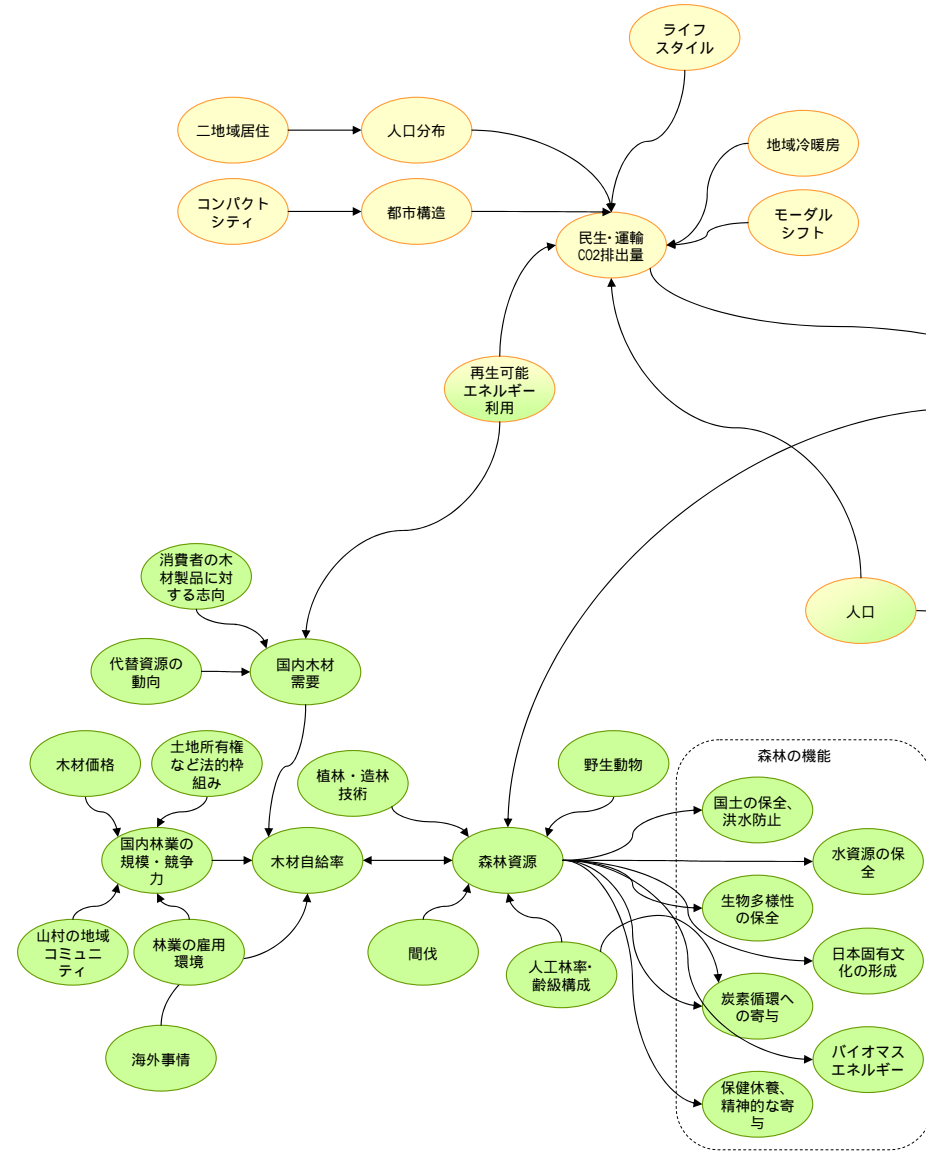 ライフ
スタイル
二地域居住
人口分布
地域冷暖房
コンパクト
シティ
都市構造
モーダル
シフト
民生・運輸
CO2排出量
再生可能
エネルギー
利用
消費者の木
材製品に対
する志向
人口
代替資源の
動向
国内木材
需要
木材価格
土地所有権
など法的枠
組み
植林・造林
技術
野生動物
森林の機能
国土の保全、
洪水防止
国内林業の
規模・競争
力
木材自給率
森林資源
水資源の保
全
生物多様性
の保全
山村の地域
コミュニ
ティ
林業の雇用
環境
間伐
人工林率・
齢級構成
日本固有文
化の形成
炭素循環へ
の寄与
海外事情
バイオマス
エネルギー
保健休養、
精神的な寄
与